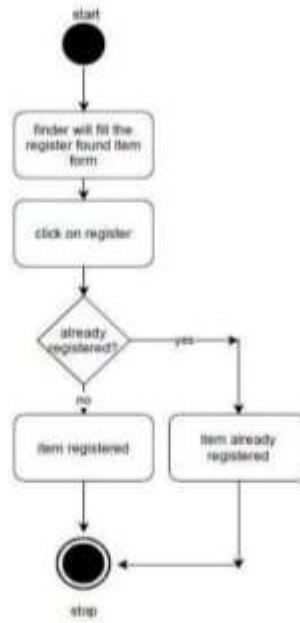 start
finder will fill the
register found item
form
click on register
already
registered?
yes
no
item registered
item already
registered
stop